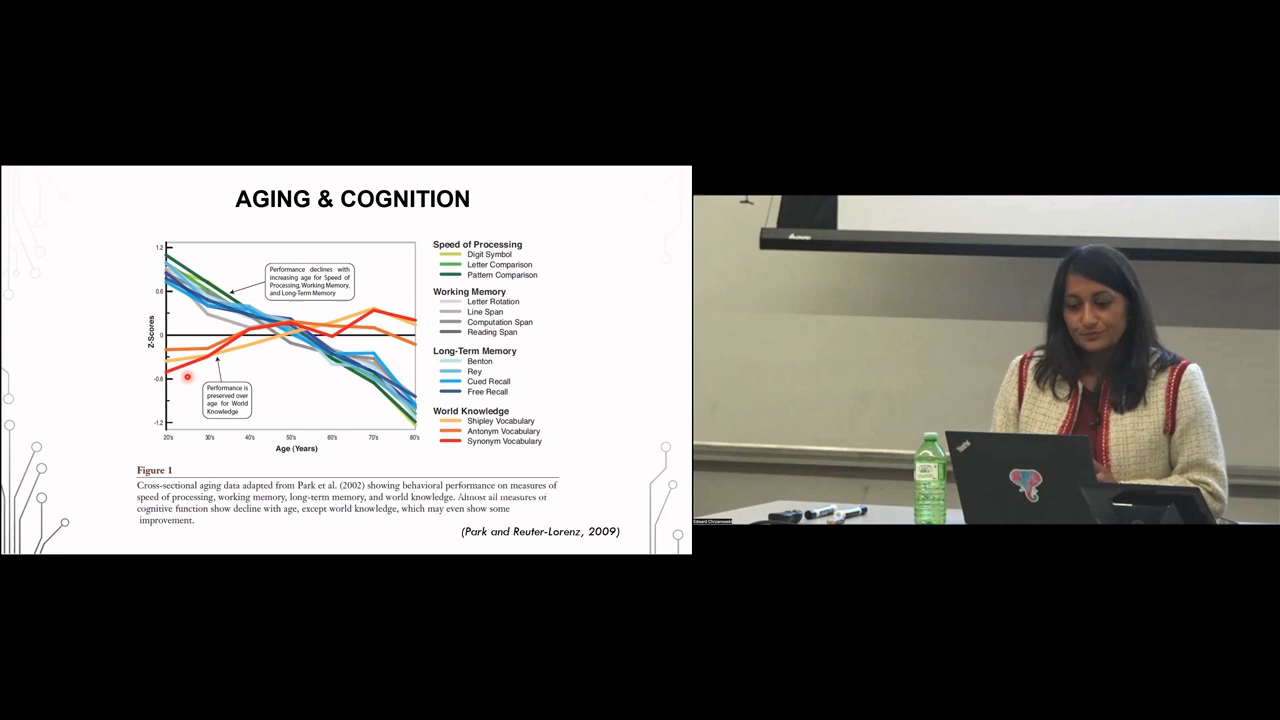 AGING & COGNITION
1.2
0.6
0
-0.6
-1.2
Z-Scores
Performance declines with
increasing age for Speed of
Processing, Working Memory,
and Long-Term Memory
Performance is
preserved over
age for World
Knowledge
20's 30's 40's 50's 60's 70's 80's
Age (Years)
Speed of Processing
Digit Symbol
Letter Comparison
Pattern Comparison
Working Memory
Letter Rotation
Line Span
Computation Span
Reading Span
Long-Term Memory
Benton
Rey
Cued Recall
Free Recall
World Knowledge
Shipley Vocabulary
Antonym Vocabulary
Synonym Vocabulary
Figure 1
Cross-sectional aging data adapted from Park et al. (2002) showing behavioral performance on measures of
speed of processing, working memory, long-term memory, and world knowledge. Almost all measures of
cognitive function show decline with age, except world knowledge, which may even show some
improvement.
(Park and Reuter-Lorenz, 2009)
Edward Chrzanowski